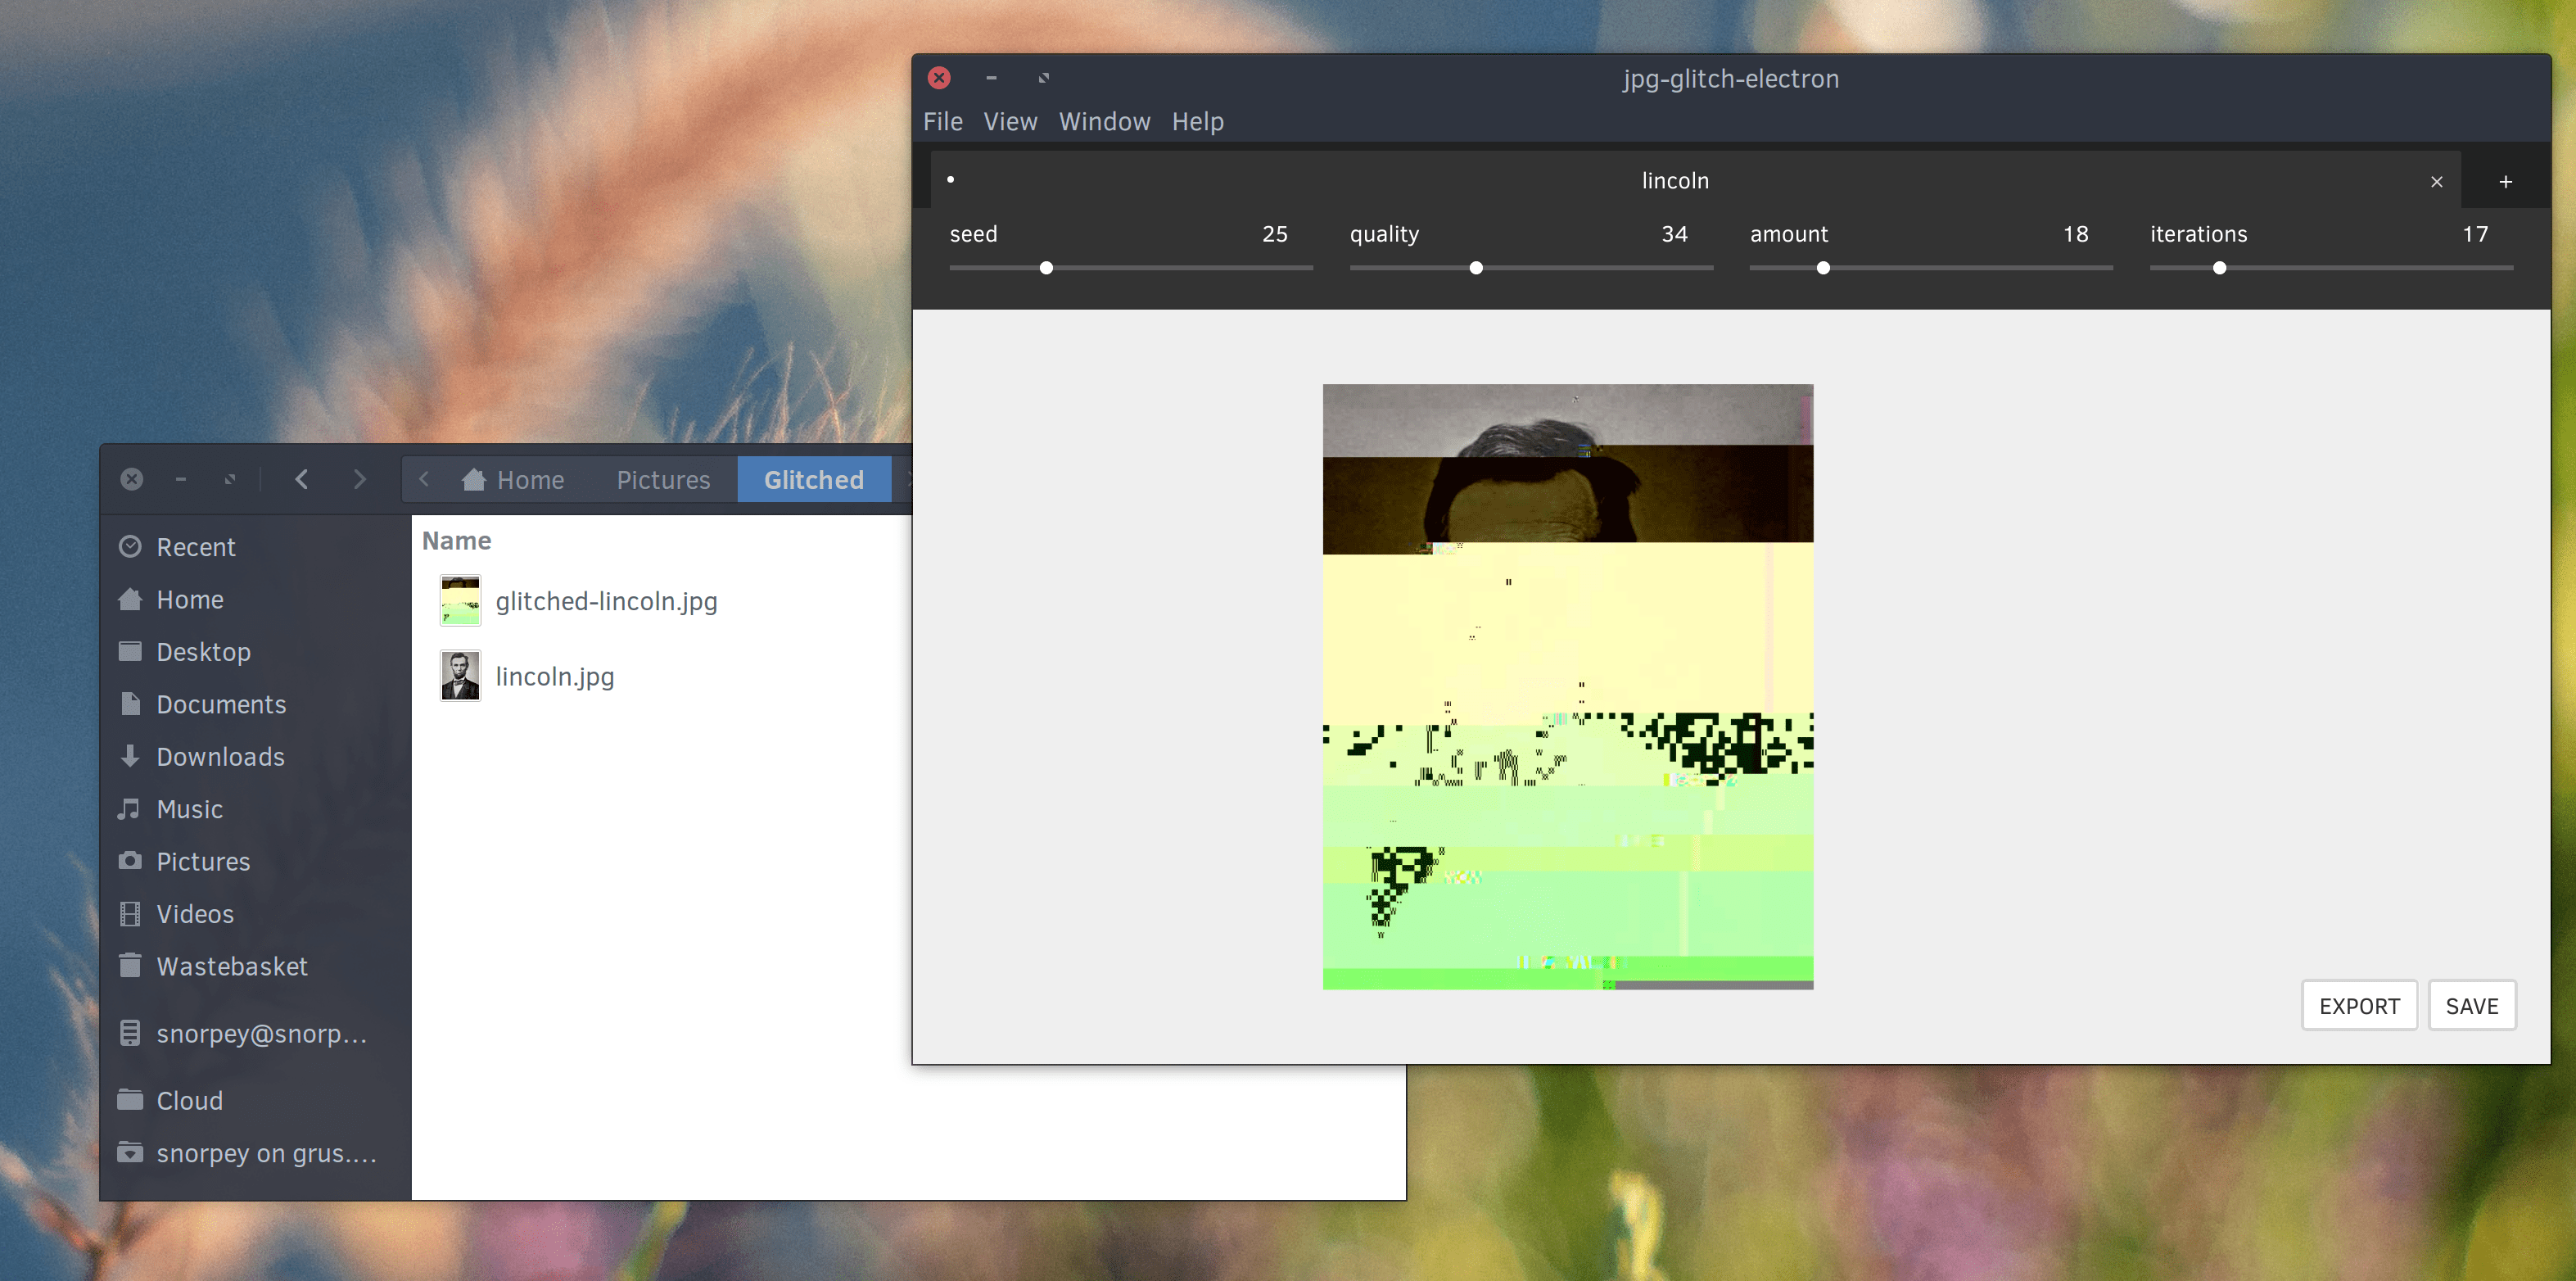 jpg-glitch-electron
File View Window Help
• lincoln × +
seed 25 quality 34 amount 18 iterations 17
EXPORT SAVE
Home Pictures Glitched
Recent
Home
Desktop
Documents
Downloads
Music
Pictures
Videos
Wastebasket
snorpey@snorp...
Cloud
snorpey on grus....
Name
glitched-lincoln.jpg
lincoln.jpg